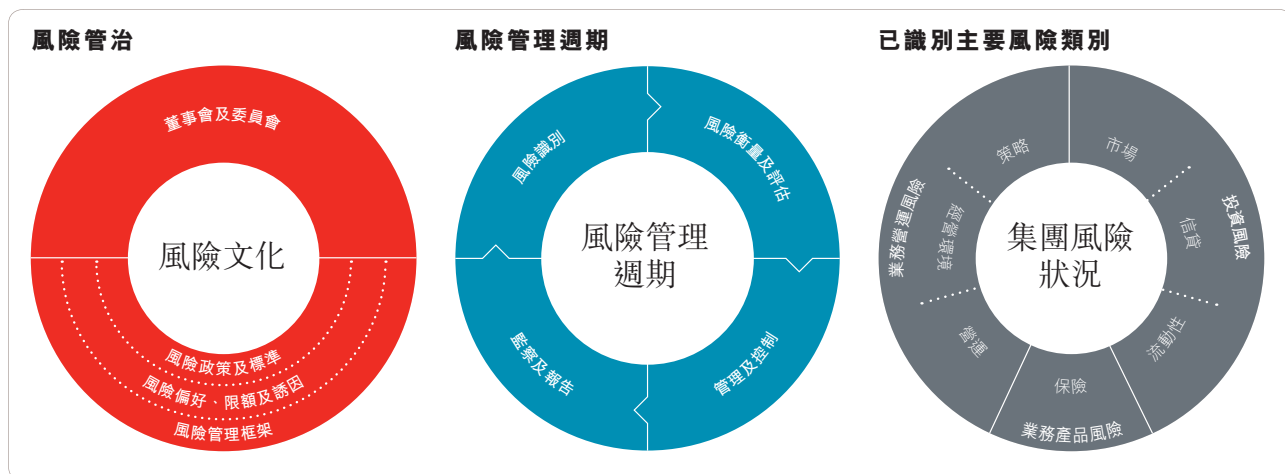 風險管治
董事會及委員會
風險文化
風險政策及標準
風險偏好、限額及誘因
風險管理框架
風險管理週期
風險識別
風險衡量及評估
風險管理
週期
監察及報告
管理及控制
已識別主要風險類別
策略
市場
業務營運風險
經營環境
信貸
投資風險
集團風險
狀況
營運
流動性
保險
業務產品風險